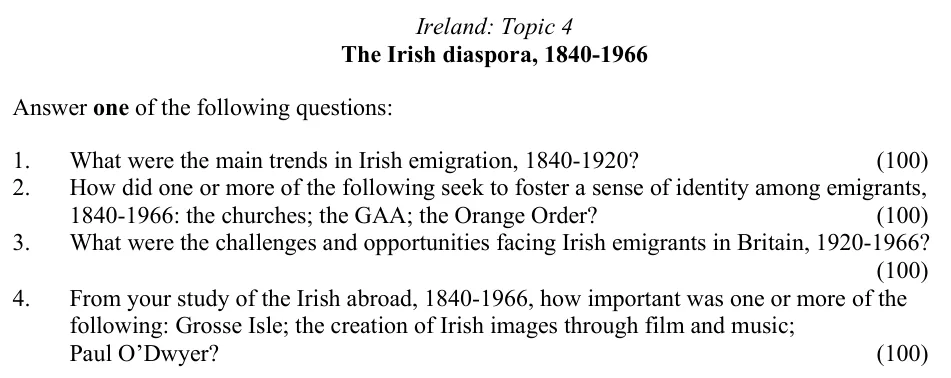 Ireland: Topic 4
The Irish diaspora, 1840-1966
Answer one of the following questions:
1. What were the main trends in Irish emigration, 1840-1920? (100)
2. How did one or more of the following seek to foster a sense of identity among emigrants,
1840-1966: the churches; the GAA; the Orange Order? (100)
3. What were the challenges and opportunities facing Irish emigrants in Britain, 1920-1966?
(100)
4. From your study of the Irish abroad, 1840-1966, how important was one or more of the
following: Grosse Isle; the creation of Irish images through film and music;
Paul O’Dwyer? (100)